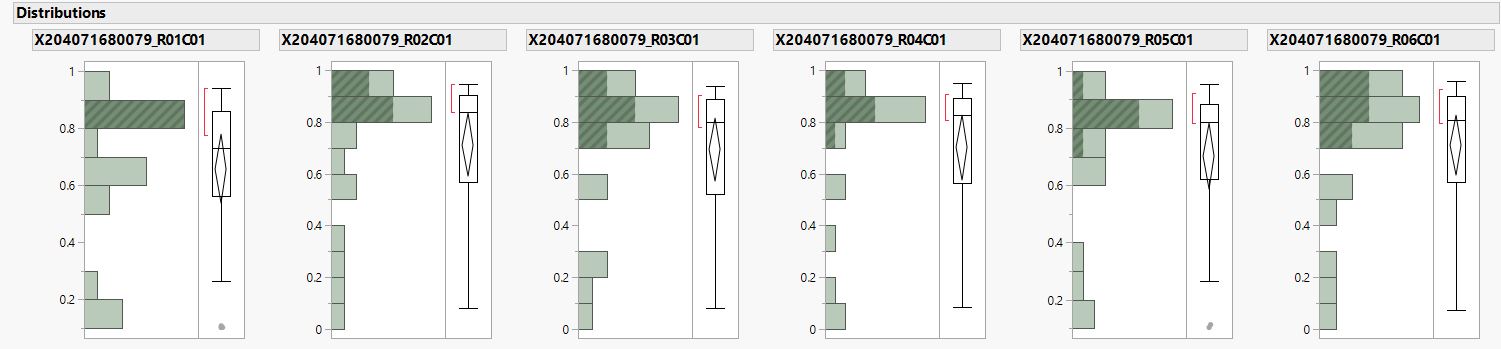 Distributions
X204071680079_R01C01 X204071680079_R02C01 X204071680079_R03C01 X204071680079_R04C01 X204071680079_R05C01 X204071680079_R06C01
1 1 1 1 1 1
0.8 0.8 0.8 0.8 0.8 0.8
0.6 0.6 0.6 0.6 0.6 0.6
0.4 0.4 0.4 0.4 0.4 0.4
0.2 0.2 0.2 0.2 0.2 0.2
0 0 0 0